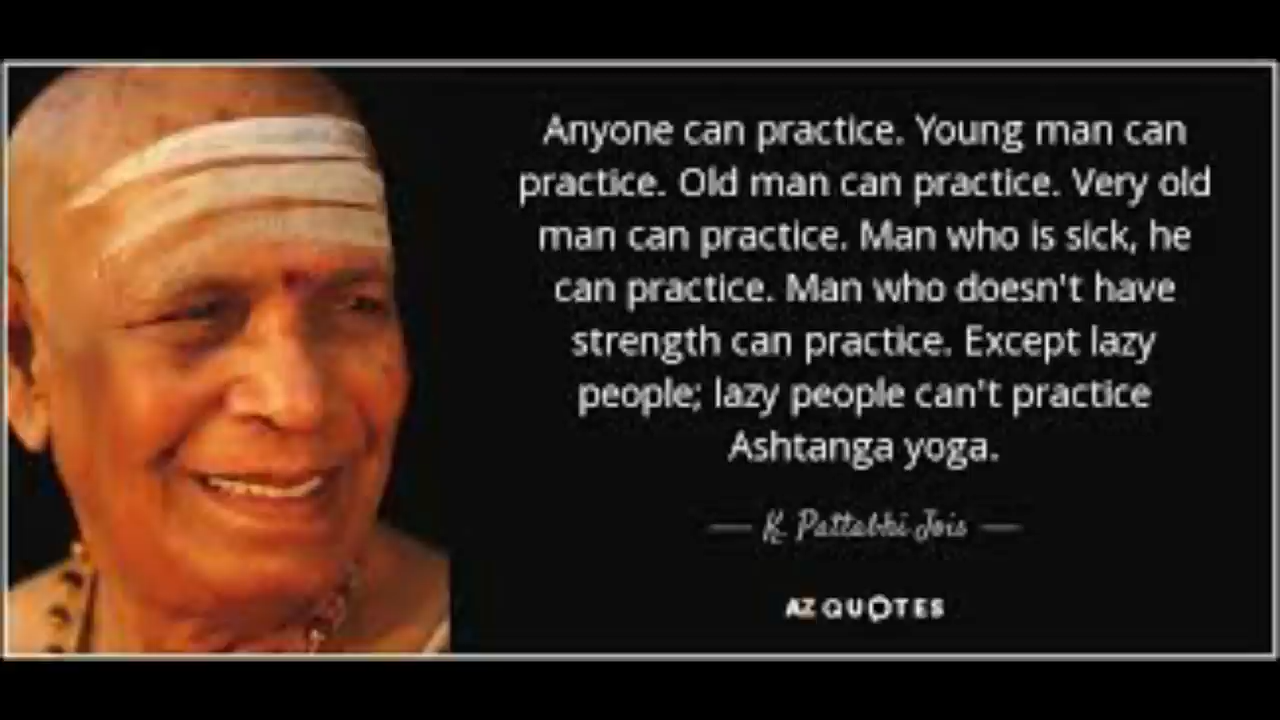 Anyone can practice. Young man can
practice. Old man can practice. Very old
man can practice. Man who is sick, he
can practice. Man who doesn't have
strength can practice. Except lazy
people; lazy people can't practice
Ashtanga yoga.
— K. Pattabhi Jois —
AZ QUOTES